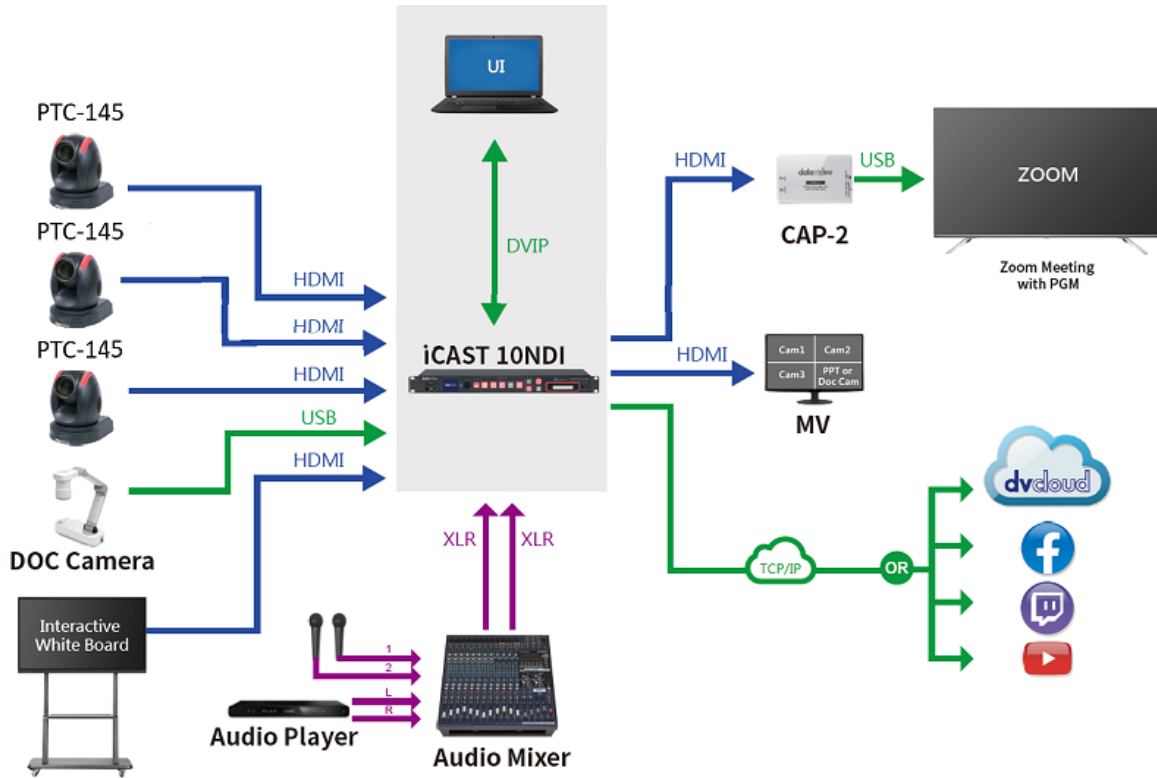 UI
DVIP
iCAST 10NDI
PTC-145
PTC-145
PTC-145
HDMI
HDMI
HDMI
USB
HDMI
DOC Camera
Interactive
White Board
XLR
XLR
1
2
L
R
Audio Player
Audio Mixer
HDMI
datavideo
CAP-2
USB
ZOOM
Zoom Meeting
with PGM
HDMI
Cam1
Cam2
Cam3
PPT or
Doc Cam
MV
TCP/IP
OR
dvcloud